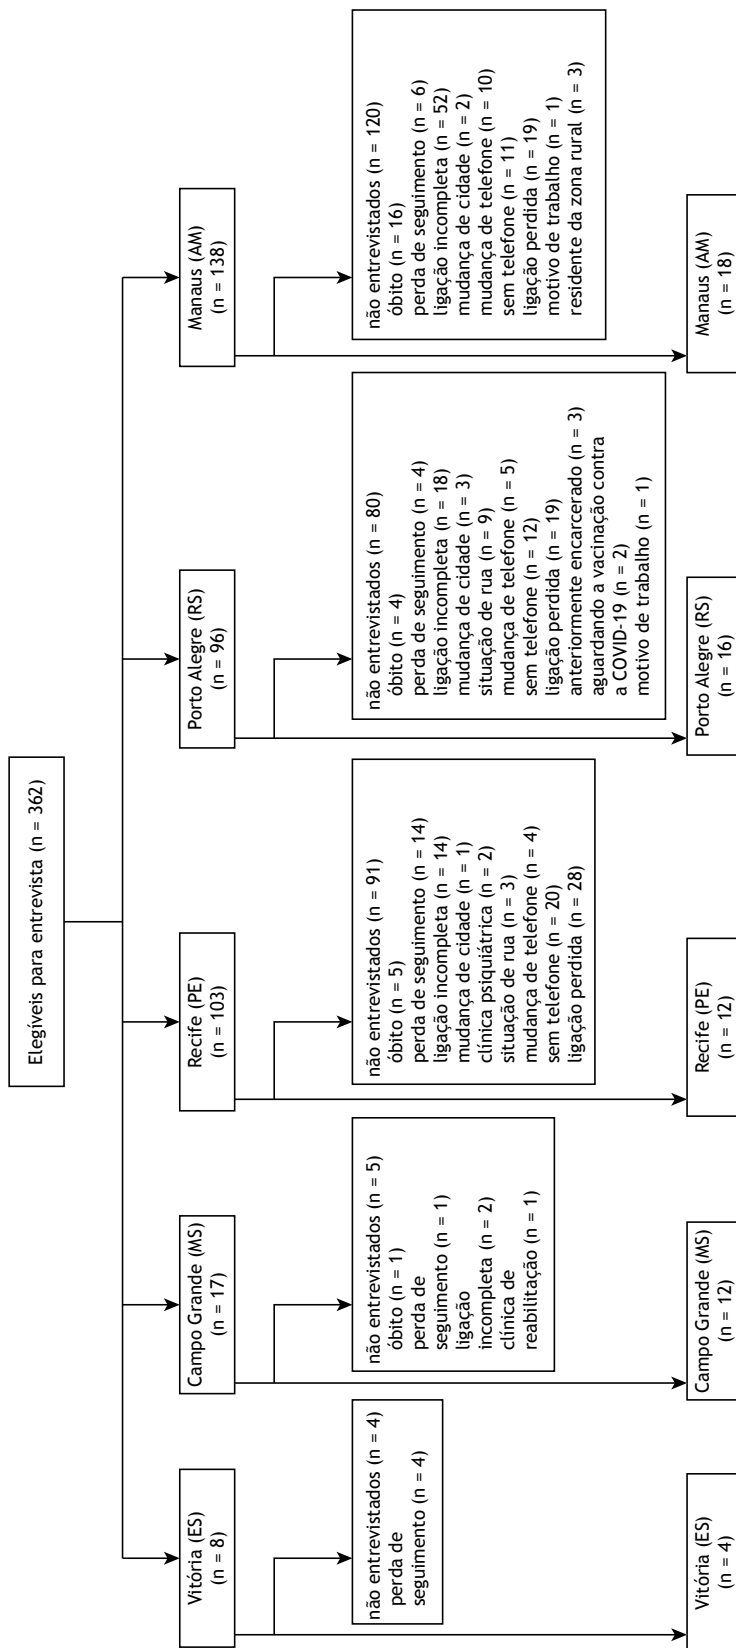 Elegíveis para entrevista (n = 362)
Vitória (ES)
(n = 8)
Campo Grande (MS)
(n = 17)
Recife (PE)
(n = 103)
Porto Alegre (RS)
(n = 96)
Manaus (AM)
(n = 138)
não entrevistados (n = 4)
perda de
seguimento (n = 4)
não entrevistados (n = 5)
óbito (n = 1)
perda de
seguimento (n = 1)
ligação
incompleta (n = 2)
clínica de
reabilitação (n = 1)
não entrevistados (n = 91)
óbito (n = 5)
perda de seguimento (n = 14)
ligação incompleta (n = 14)
mudança de cidade (n = 1)
clínica psiquiátrica (n = 2)
situação de rua (n = 3)
mudança de telefone (n = 4)
sem telefone (n = 20)
ligação perdida (n = 28)
não entrevistados (n = 80)
óbito (n = 4)
perda de seguimento (n = 4)
ligação incompleta (n = 18)
mudança de cidade (n = 3)
situação de rua (n = 9)
mudança de telefone (n = 5)
sem telefone (n = 12)
ligação perdida (n = 19)
anteriormente encarcerado (n = 3)
aguardando a vacinação contra
a COVID-19 (n = 2)
motivo de trabalho (n = 1)
não entrevistados (n = 120)
óbito (n = 16)
perda de seguimento (n = 6)
ligação incompleta (n = 52)
mudança de cidade (n = 2)
mudança de telefone (n = 10)
sem telefone (n = 11)
ligação perdida (n = 19)
motivo de trabalho (n = 1)
residente da zona rural (n = 3)
Vitória (ES)
(n = 4)
Campo Grande (MS)
(n = 12)
Recife (PE)
(n = 12)
Porto Alegre (RS)
(n = 16)
Manaus (AM)
(n = 18)